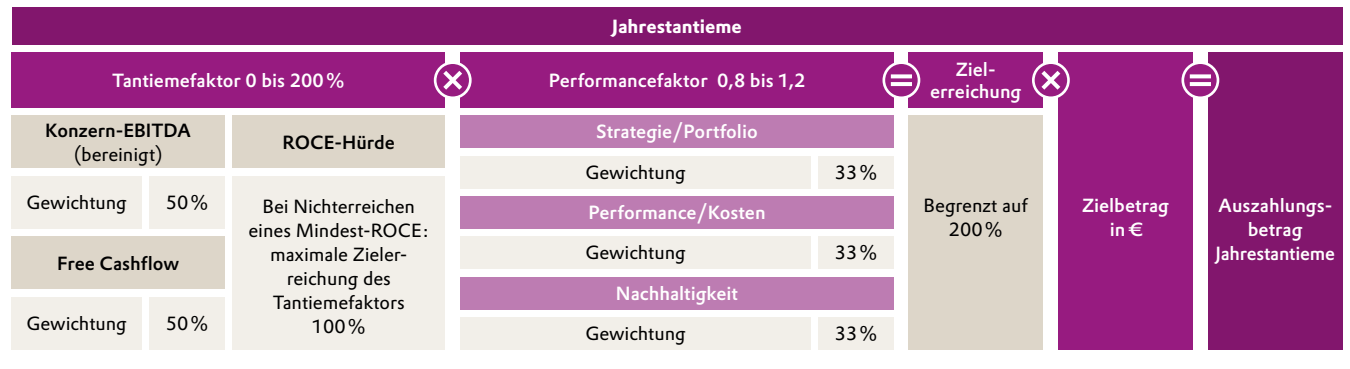 Jahrestantieme
Tantiemefaktor 0 bis 200 %
×
Performancefaktor 0,8 bis 1,2
=
Ziel-
erreichung
×
=
Konzern-EBITDA
(bereinigt)
Gewichtung 50 %
Free Cashflow
Gewichtung 50 %
ROCE-Hürde
Bei Nichterreichen
eines Mindest-ROCE:
maximale Zieler-
reichung des
Tantiemefaktors
100 %
Strategie/Portfolio
Gewichtung 33 %
Performance/Kosten
Gewichtung 33 %
Nachhaltigkeit
Gewichtung 33 %
Begrenzt auf
200 %
Zielbetrag
in €
Auszahlungs-
betrag
Jahrestantieme